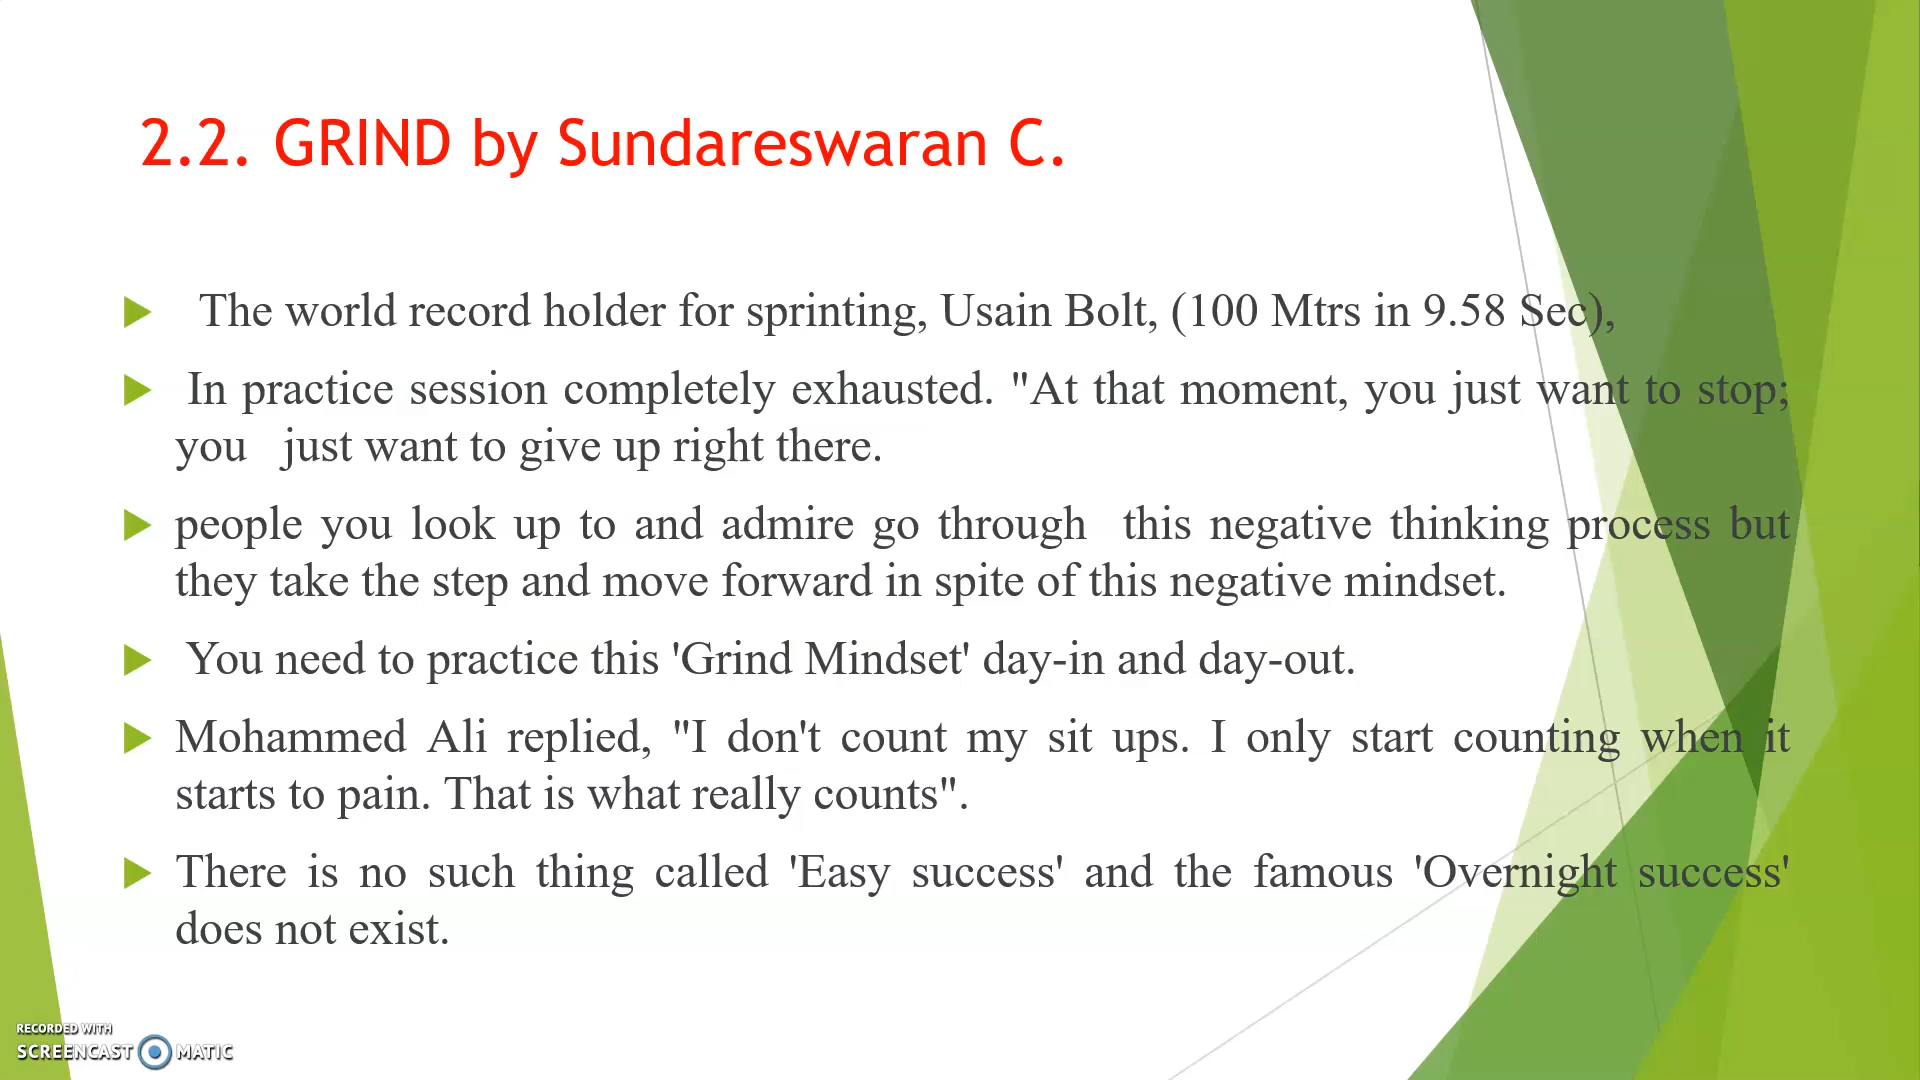 2.2. GRIND by Sundareswaran C.
The world record holder for sprinting, Usain Bolt, (100 Mtrs in 9.58 Sec),
In practice session completely exhausted. "At that moment, you just want to stop;
you just want to give up right there.
people you look up to and admire go through this negative thinking process but
they take the step and move forward in spite of this negative mindset.
You need to practice this 'Grind Mindset' day-in and day-out.
Mohammed Ali replied, "I don't count my sit ups. I only start counting when it
starts to pain. That is what really counts".
There is no such thing called 'Easy success' and the famous 'Overnight success'
does not exist.
RECORDED WITH
SCREENCAST MATIC